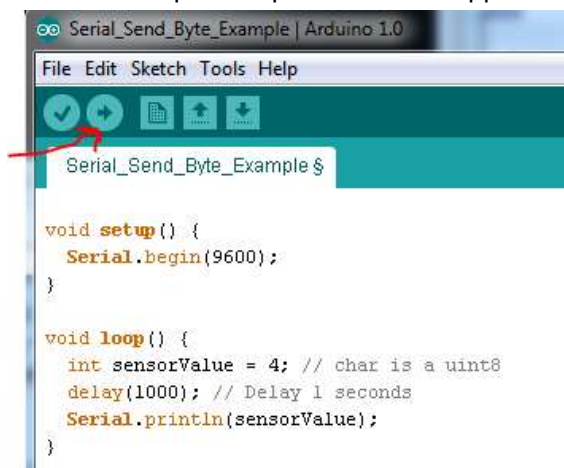 Serial_Send_Byte_Example | Arduino 1.0
File Edit Sketch Tools Help
Serial_Send_Byte_Example §
void setup() {
Serial.begin(9600);
}
void loop() {
int sensorValue = 4; // char is a uint8
delay(1000); // Delay 1 seconds
Serial.println(sensorValue);
}